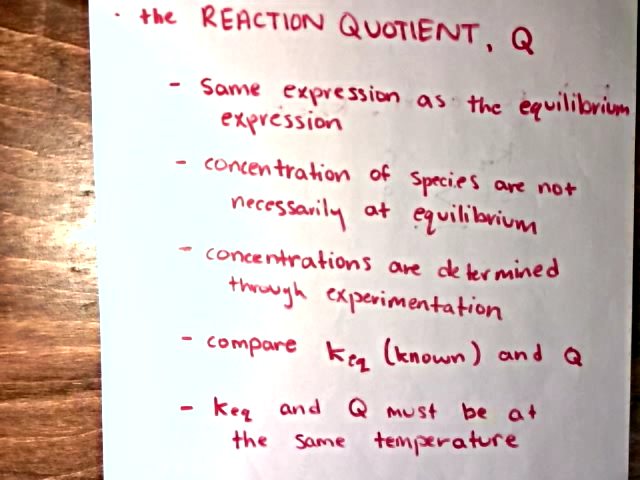 · the REACTION QUOTIENT, Q
- same expression as the equilibrium
expression
- concentration of species are not
necessarily at equilibrium
- concentrations are determined
through experimentation
- compare keq (known) and Q
- keq and Q must be at
the same temperature